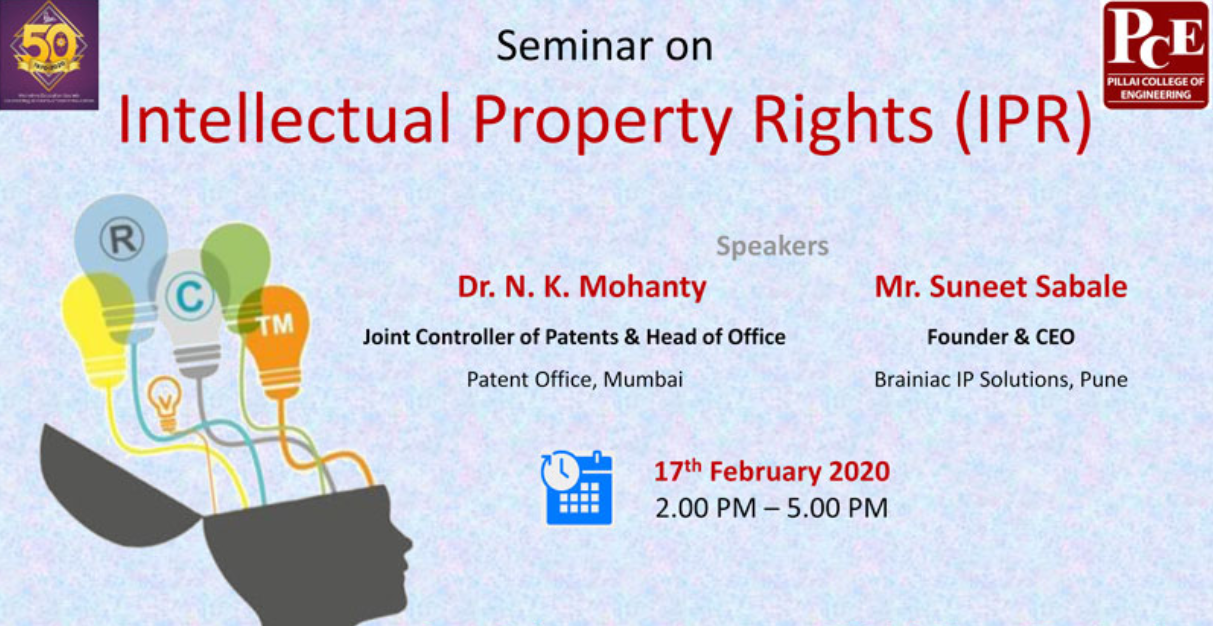 50
1970-2020
Seminar on
PCE
PILLAI COLLEGE OF
ENGINEERING
Intellectual Property Rights (IPR)
R
C
TM
V
Speakers
Dr. N. K. Mohanty
Joint Controller of Patents & Head of Office
Patent Office, Mumbai
Mr. Suneet Sabale
Founder & CEO
Brainiac IP Solutions, Pune
17th February 2020
2.00 PM – 5.00 PM